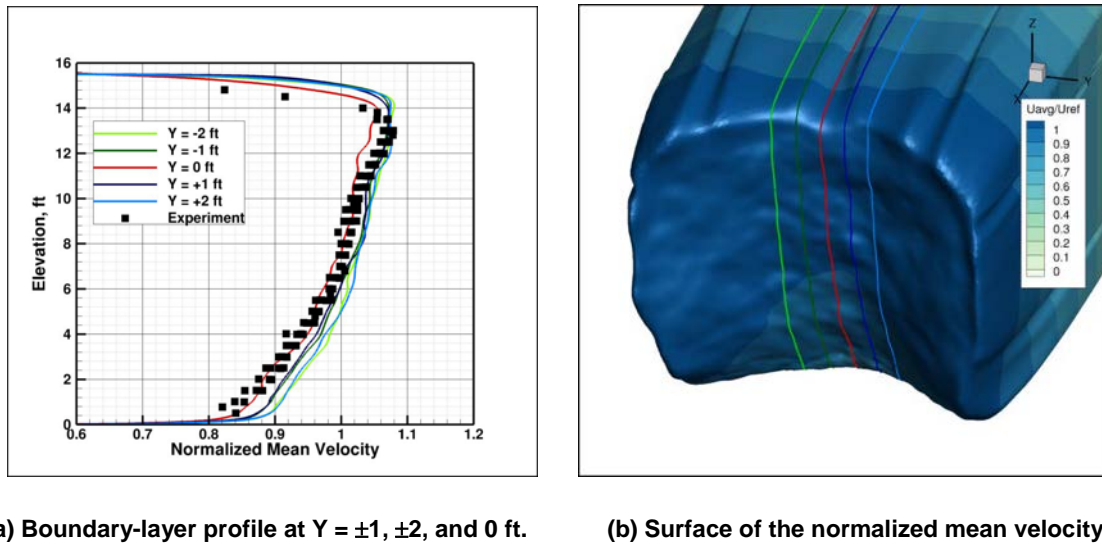 16
14
12
10
8
6
4
2
0
Elevation, ft
Y = -2 ft
Y = -1 ft
Y = 0 ft
Y = +1 ft
Y = +2 ft
Experiment
0.6 0.7 0.8 0.9 1 1.1 1.2
Normalized Mean Velocity
Z
Y
X
Uavg/Uref
1
0.9
0.8
0.7
0.6
0.5
0.4
0.3
0.2
0.1
0
a) Boundary-layer profile at Y = ±1, ±2, and 0 ft.
(b) Surface of the normalized mean velocity